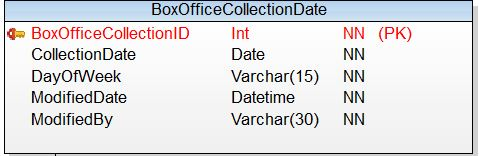 BoxOfficeCollectionDate
BoxOfficeCollectionID Int NN (PK)
CollectionDate Date NN
DayOfWeek Varchar(15) NN
ModifiedDate Datetime NN
ModifiedBy Varchar(30) NN